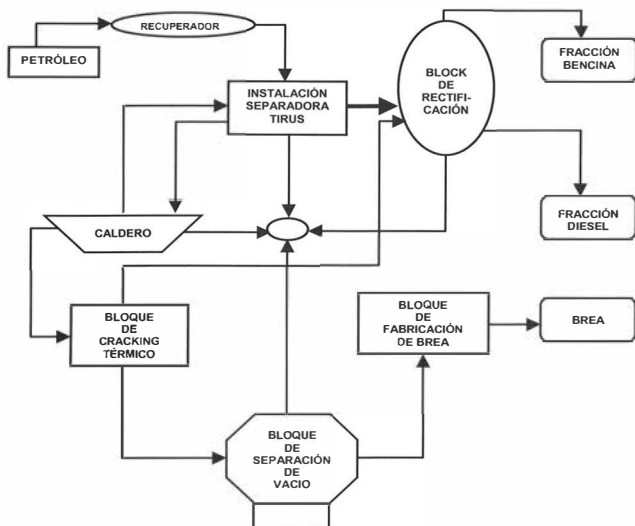 RECUPERADOR
PETRÓLEO
INSTALACIÓN
SEPARADORA
TIRUS
BLOCK
DE
RECTIFI-
CACIÓN
FRACCIÓN
BENCINA
FRACCIÓN
DIESEL
CALDERO
BLOQUE
DE
CRACKING
TÉRMICO
BLOQUE
DE
FABRICACIÓN
DE BREA
BREA
BLOQUE
DE
SEPARACIÓN
DE
VACIO